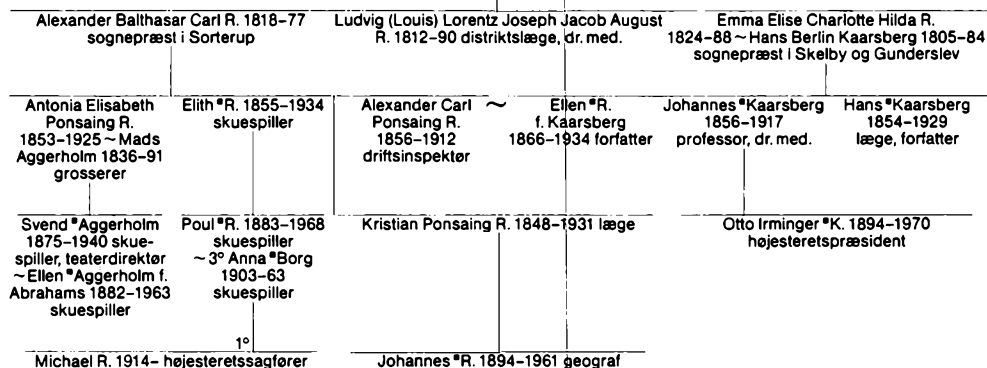 Alexander Balthasar Carl R. 1818–77
sognepræst i Sorterup
Ludvig (Louis) Lorentz Joseph Jacob August
R. 1812–90 distriktslæge, dr. med.
Emma Elise Charlotte Hilda R.
1824–88 ~ Hans Berlin Kaarsberg 1805–84
sognepræst i Skelby og Gunderslev
Antonia Elisabeth
Ponsaing R.
1853–1925 ~ Mads
Aggerholm 1836–91
grosserer
Elith *R. 1855–1934
skuespiller
Alexander Carl
Ponsaing R.
1856–1912
driftsinspektør
~
Ellen *R.
f. Kaarsberg
1866–1934 forfatter
Johannes *Kaarsberg
1856–1917
professor, dr. med.
Hans *Kaarsberg
1854–1929
læge, forfatter
Svend *Aggerholm
1875–1940 skue-
spiller, teaterdirektør
~ Ellen *Aggerholm f.
Abrahams 1882–1963
skuespiller
Poul *R. 1883–1968
skuespiller
~ 3° Anna *Borg
1903–63
skuespiller
Kristian Ponsaing R. 1848–1931 læge
Otto Irminger *K. 1894–1970
højesteretspræsident
1°
Michael R. 1914– højesteretssagfører
Johannes *R. 1894–1961 geograf